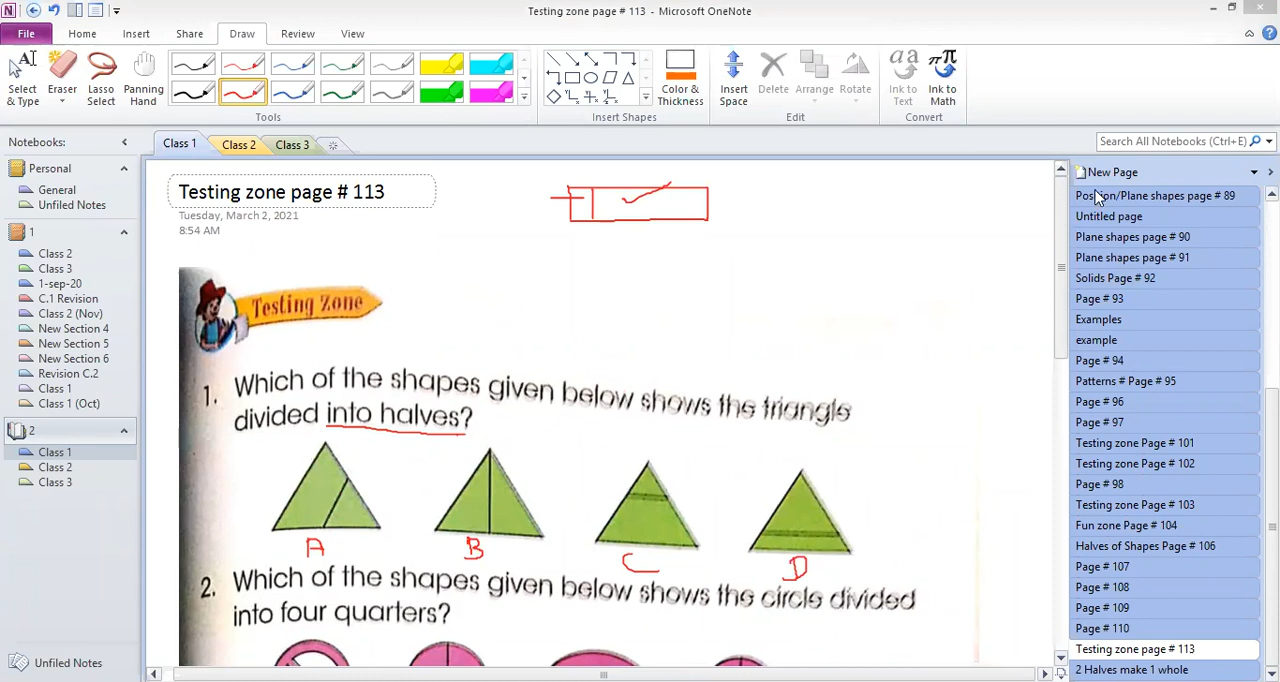 Testing zone page # 113 - Microsoft OneNote
File Home Insert Draw Share Review View
Select & Type
Eraser
Lasso Select
Panning Hand
Color & Thickness
Insert Space
Delete
Arrange
Rotate
Ink to Text
Ink to Math
Tools
Insert Shapes
Edit
Convert
Notebooks:
Personal
General
Unfiled Notes
1
Class 2
Class 3
1-sep-20
C.1 Revision
Class 2 (Nov)
New Section 4
New Section 5
New Section 6
Revision C.2
Class 1
Class 1 (Oct)
2
Class 1
Class 2
Class 3
Unfiled Notes
Class 1 Class 2 Class 3
Search All Notebooks (Ctrl+E)
Testing zone page # 113
Tuesday, March 2, 2021
8:54 AM
Testing Zone
1. Which of the shapes given below shows the triangle
divided into halves?
A B C D
2. Which of the shapes given below shows the circle divided
into four quarters?
New Page
Position/Plane shapes page # 89
Untitled page
Plane shapes page # 90
Plane shapes page # 91
Solids Page # 92
Page # 93
Examples
example
Page # 94
Patterns # Page # 95
Page # 96
Page # 97
Testing zone Page # 101
Testing zone Page # 102
Page # 98
Testing zone Page # 103
Fun zone Page # 104
Halves of Shapes Page # 106
Page # 107
Page # 108
Page # 109
Page # 110
Testing zone page # 113
2 Halves make 1 whole